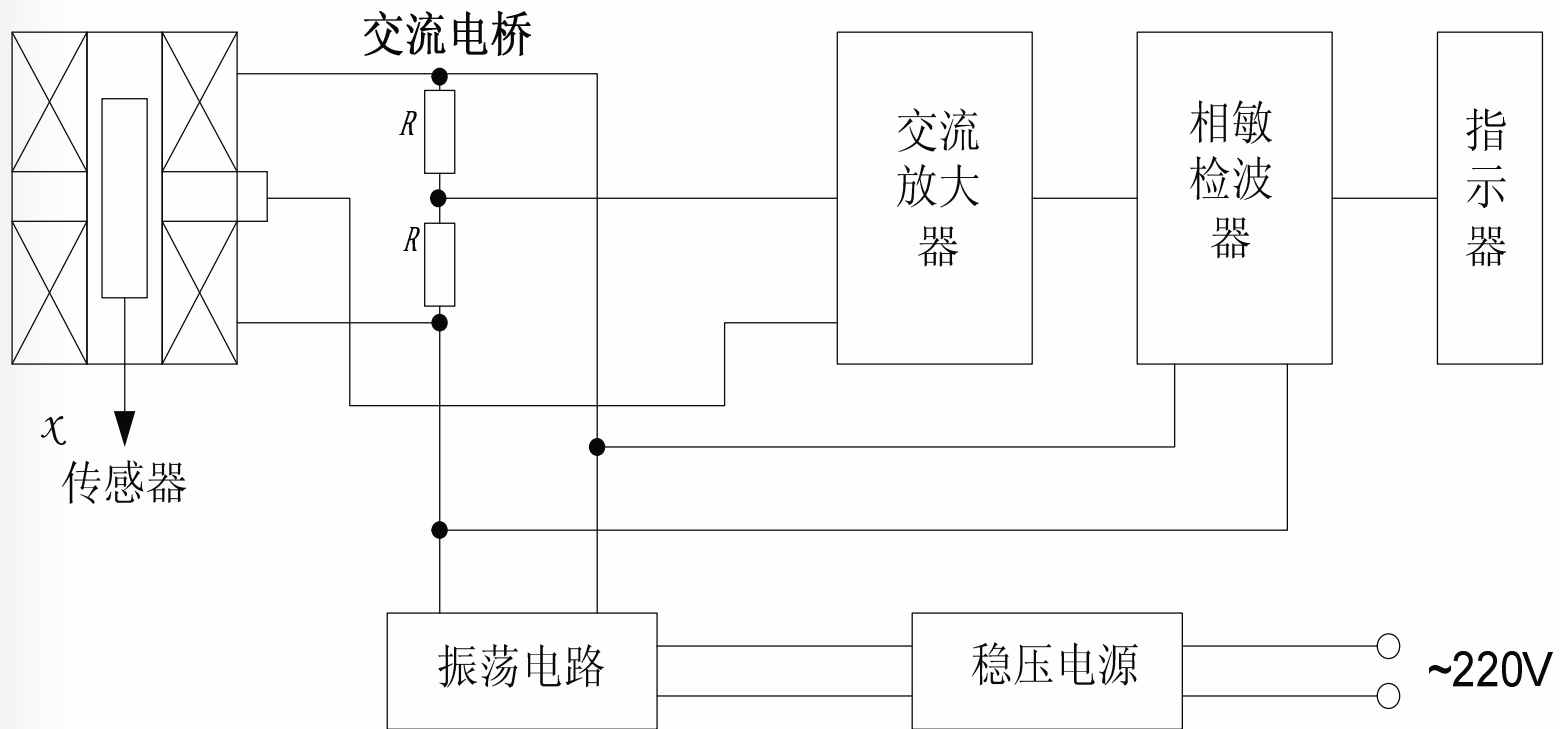 交流电桥
R
R
交流
放大
器
相敏
检波
器
指
示
器
x
传感器
振荡电路
稳压电源
~220V